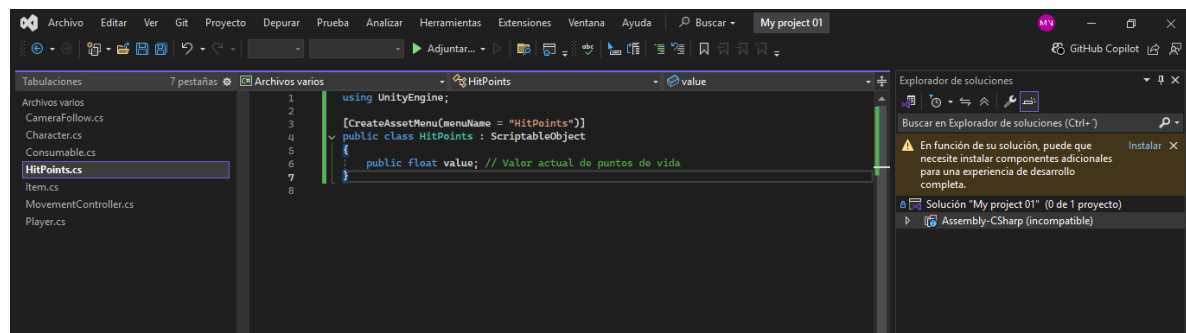 Archivo Editar Ver Git Proyecto Depurar Prueba Analizar Herramientas Extensiones Ventana Ayuda Buscar My project 01 MV
Adjuntar... GitHub Copilot
Tabulaciones 7 pestañas
Archivos varios
CameraFollow.cs
Character.cs
Consumable.cs
HitPoints.cs
Item.cs
MovementController.cs
Player.cs
C# Archivos varios HitPoints value
1 using UnityEngine;
2
3 [CreateAssetMenu(menuName = "HitPoints")]
4 public class HitPoints : ScriptableObject
5 {
6 public float value; // Valor actual de puntos de vida
7 }
8
Explorador de soluciones
Buscar en Explorador de soluciones (Ctrl+´)
En función de su solución, puede que Instalar
necesite instalar componentes adicionales
para una experiencia de desarrollo
completa.
Solución "My project 01" (0 de 1 proyecto)
Assembly-CSharp (incompatible)